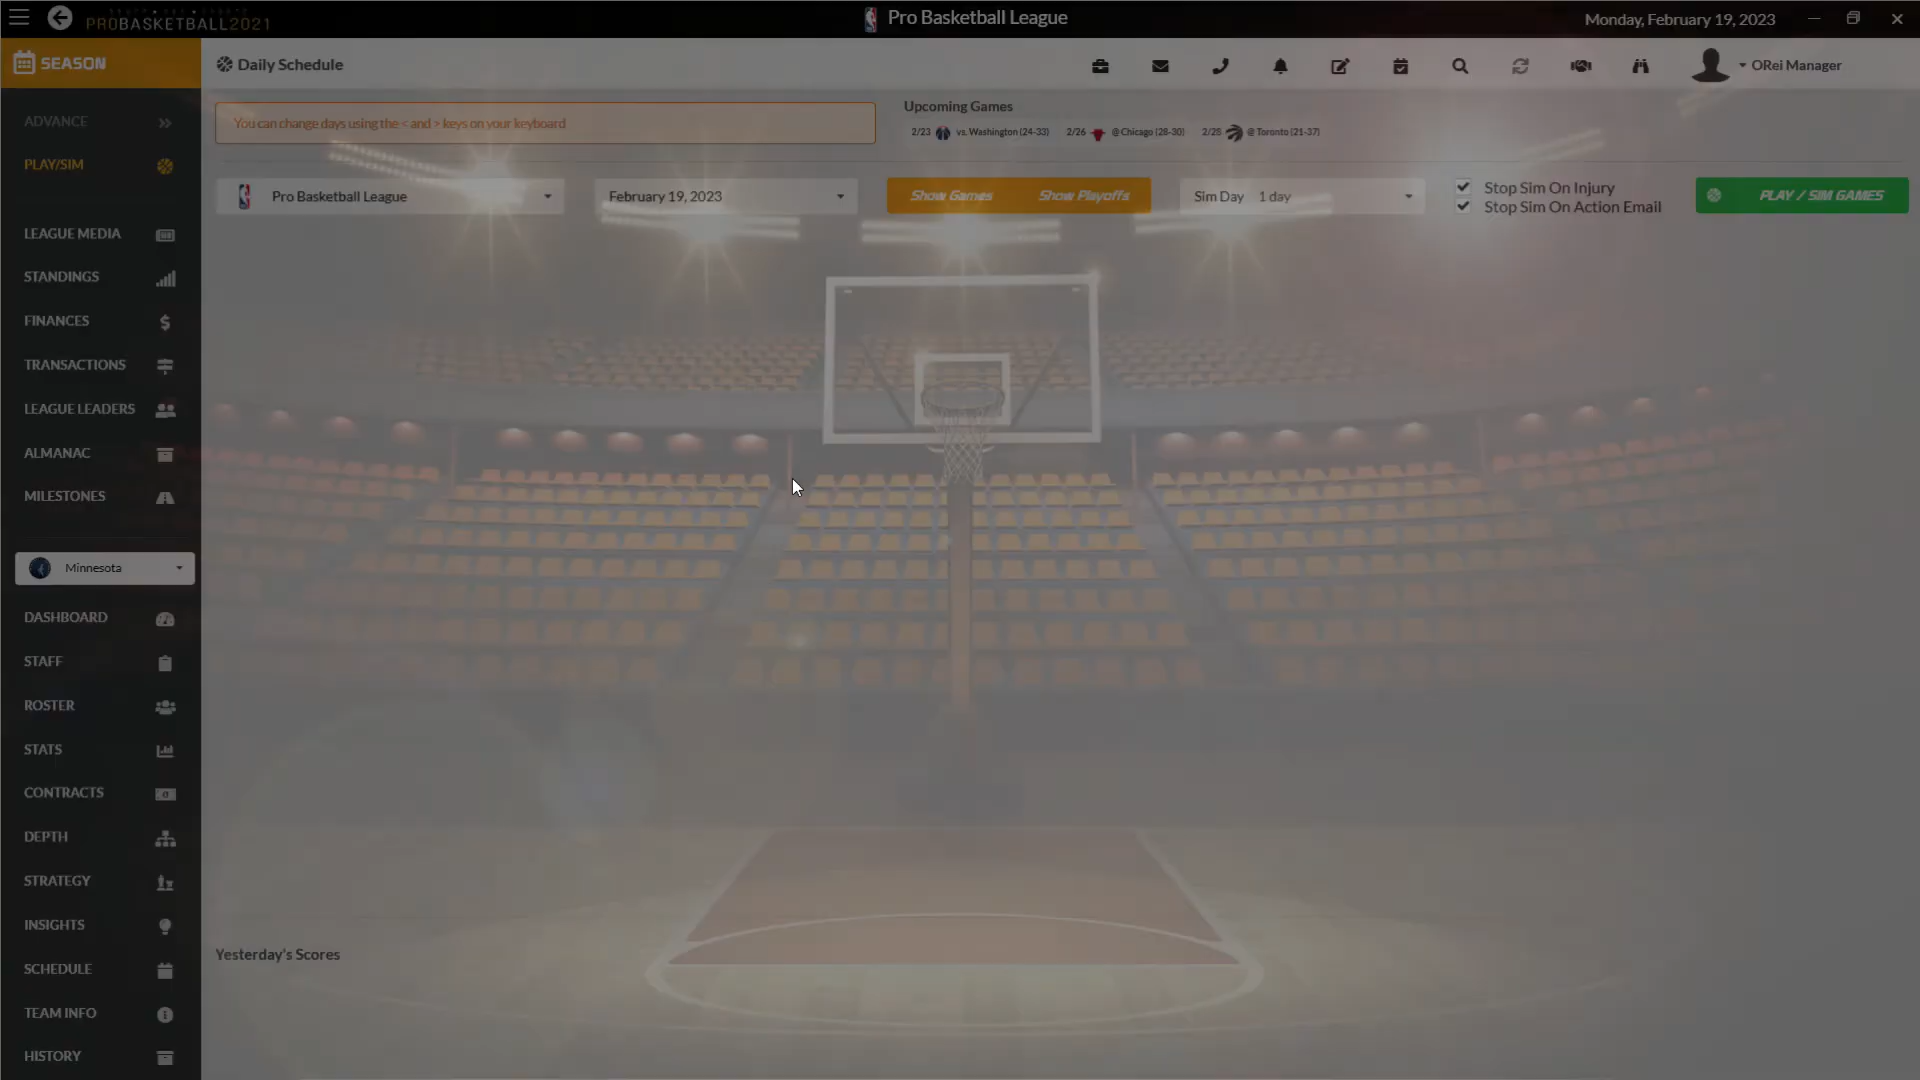 PROBASKETBALL2021
Pro Basketball League
Monday, February 19, 2023
SEASON
Daily Schedule
ORei Manager
ADVANCE
PLAY/SIM
LEAGUE MEDIA
STANDINGS
FINANCES
TRANSACTIONS
LEAGUE LEADERS
ALMANAC
MILESTONES
Minnesota
DASHBOARD
STAFF
ROSTER
STATS
CONTRACTS
DEPTH
STRATEGY
INSIGHTS
SCHEDULE
TEAM INFO
HISTORY
You can change days using the < and > keys on your keyboard
Upcoming Games
2/23 vs. Washington (24-33) 2/26 @ Chicago (28-30) 2/28 @ Toronto (21-37)
Pro Basketball League
February 19, 2023
Show Games
Show Playoffs
Sim Day 1 day
Stop Sim On Injury
Stop Sim On Action Email
PLAY / SIM GAMES
Yesterday's Scores